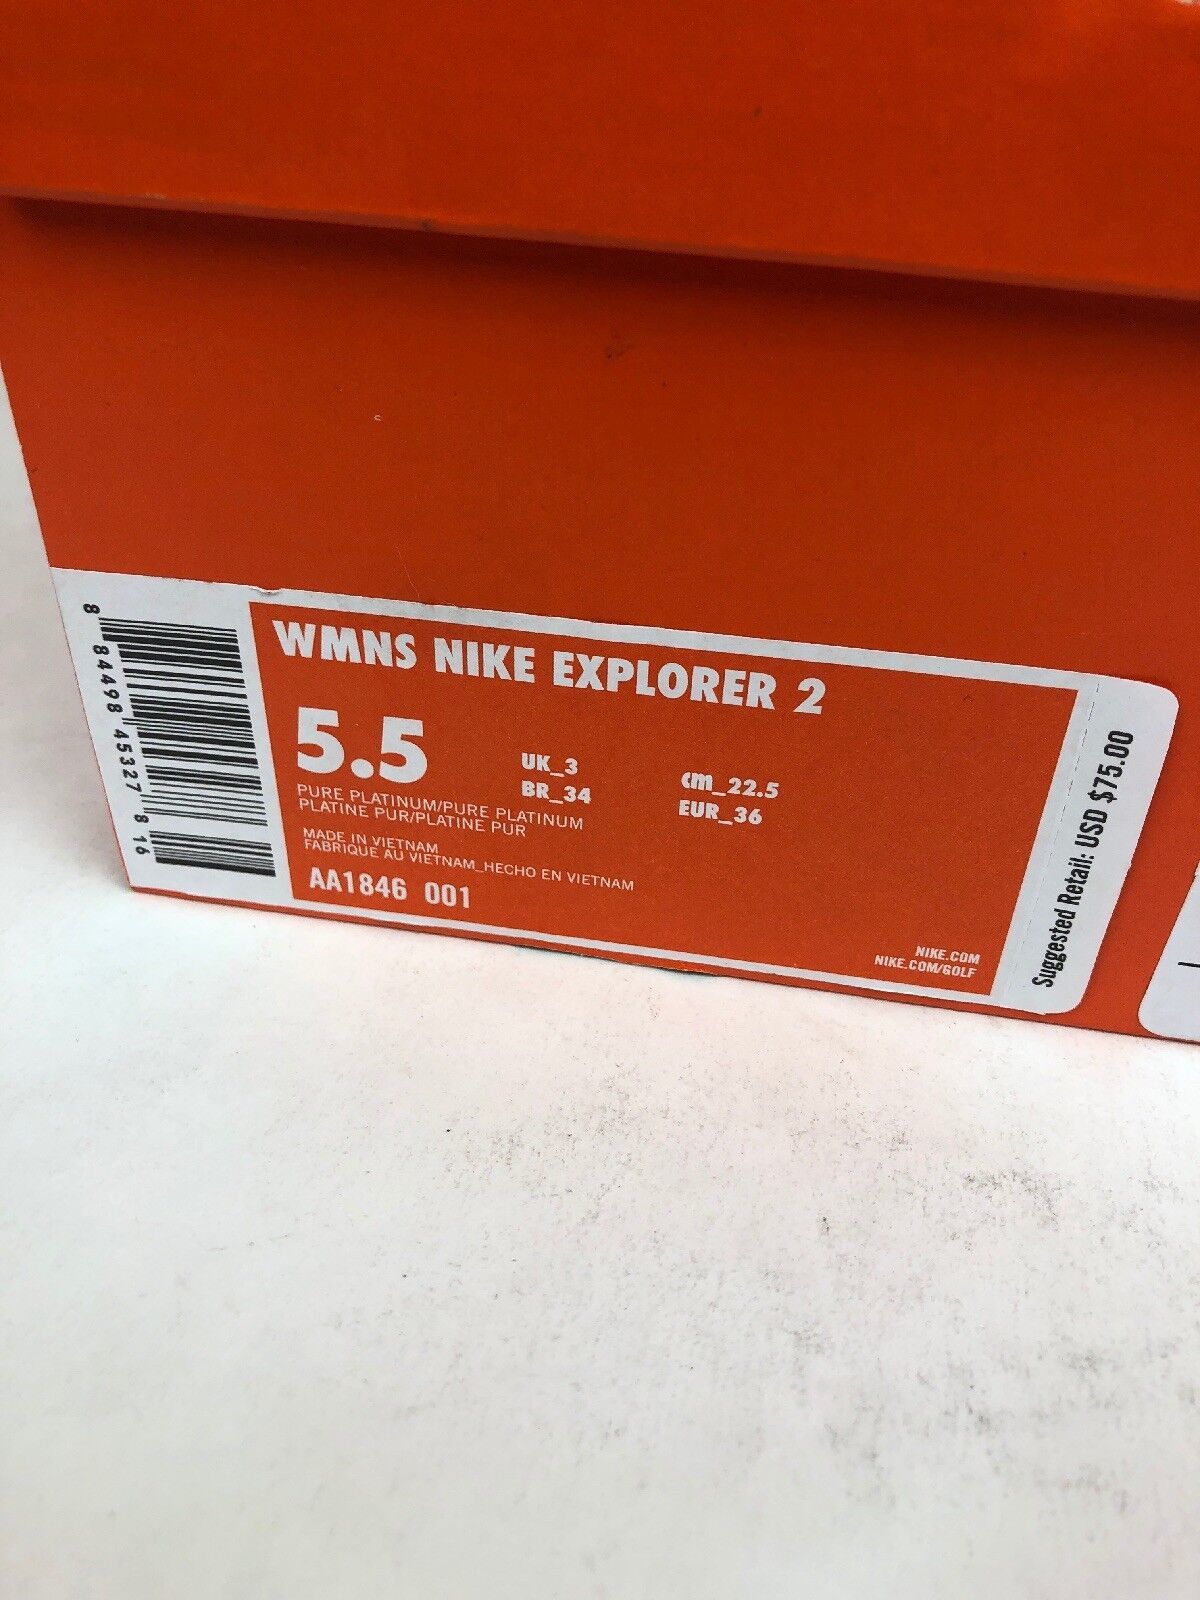 WMNS NIKE EXPLORER 2
5.5
UK_3
BR_34
cm_22.5
EUR_36
PURE PLATINUM/PURE PLATINUM
PLATINE PUR/PLATINE PUR
MADE IN VIETNAM
FABRIQUE AU VIETNAM_HECHO EN VIETNAM
AA1846 001
NIKE.COM
NIKE.COM/GOLF
8 84498 45327 8 16
Suggested Retail: USD $75.00